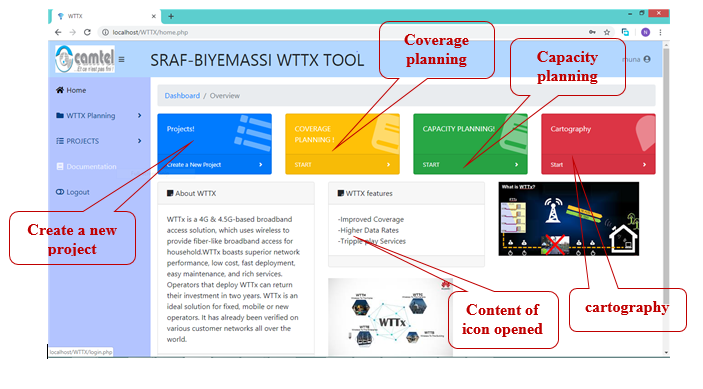 WTTX
localhost/WTTX/home.php
camtel
Et ce n'est pas fini !
SRAF-BIYEMASSI WTTX TOOL
muna
Coverage
planning
Capacity
planning
Home
WTTX Planning
PROJECTS
Documentation
Logout
Dashboard / Overview
Projects!
Create a New Project
COVERAGE
PLANNING !
START
CAPACITY PLANNING!
START
Cartography
Start
Create a new
project
About WTTX
WTTx is a 4G & 4.5G-based broadband
access solution, which uses wireless to
provide fiber-like broadband access for
household.WTTx boasts superior network
performance, low cost, fast deployment,
easy maintenance, and rich services.
Operators that deploy WTTx can return
their investment in two years. WTTx is an
ideal solution for fixed, mobile or new
operators. It has already been verified on
various customer networks all over the
world.
WTTX features
-Improved Coverage
-Higher Data Rates
-Tripple play Services
What is WTTx?
WTTx
Content of
icon opened
cartography
localhost/WTTX/login.php